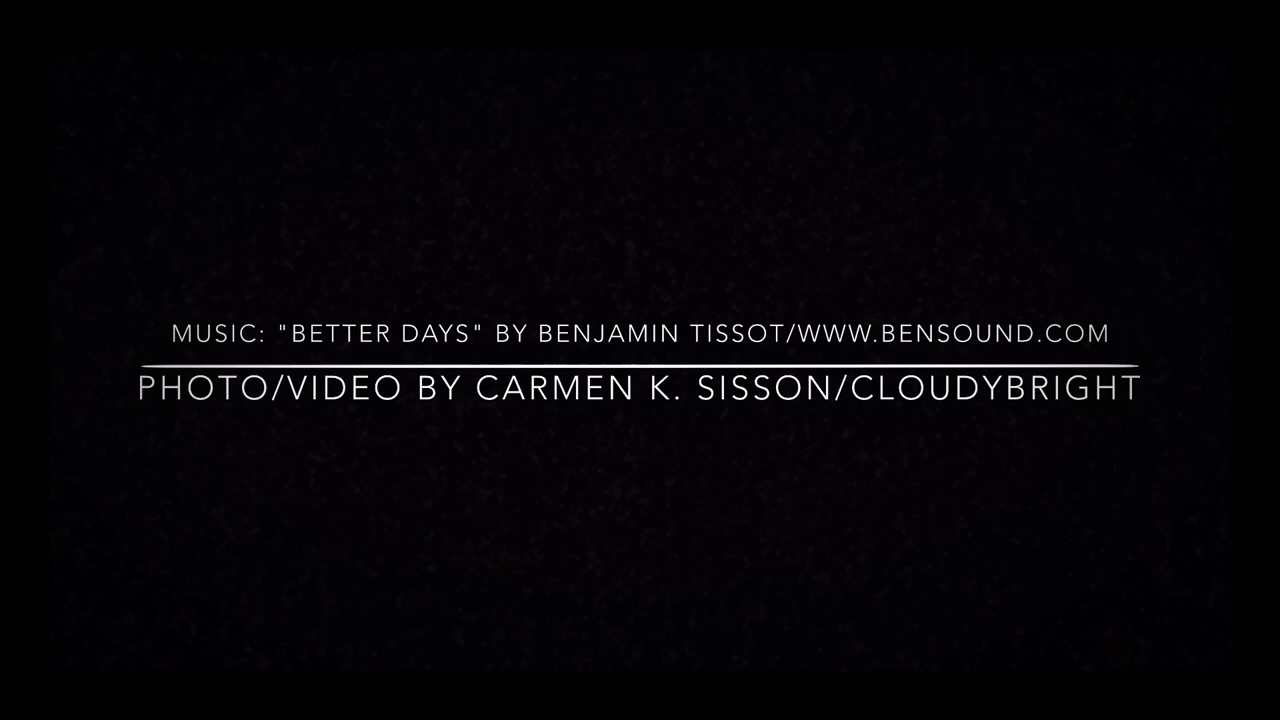 MUSIC: "BETTER DAYS" BY BENJAMIN TISSOT/WWW.BENSOUND.COM
PHOTO/VIDEO BY CARMEN K. SISSON/CLOUDYBRIGHT